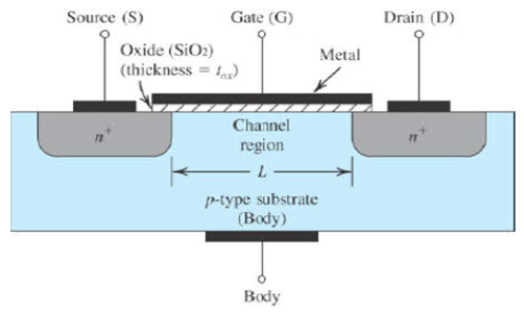 Source (S)
Gate (G)
Drain (D)
Oxide (SiO₂)
(thickness = tₒₓ)
Metal
n⁺
Channel
region
n⁺
L
p-type substrate
(Body)
Body